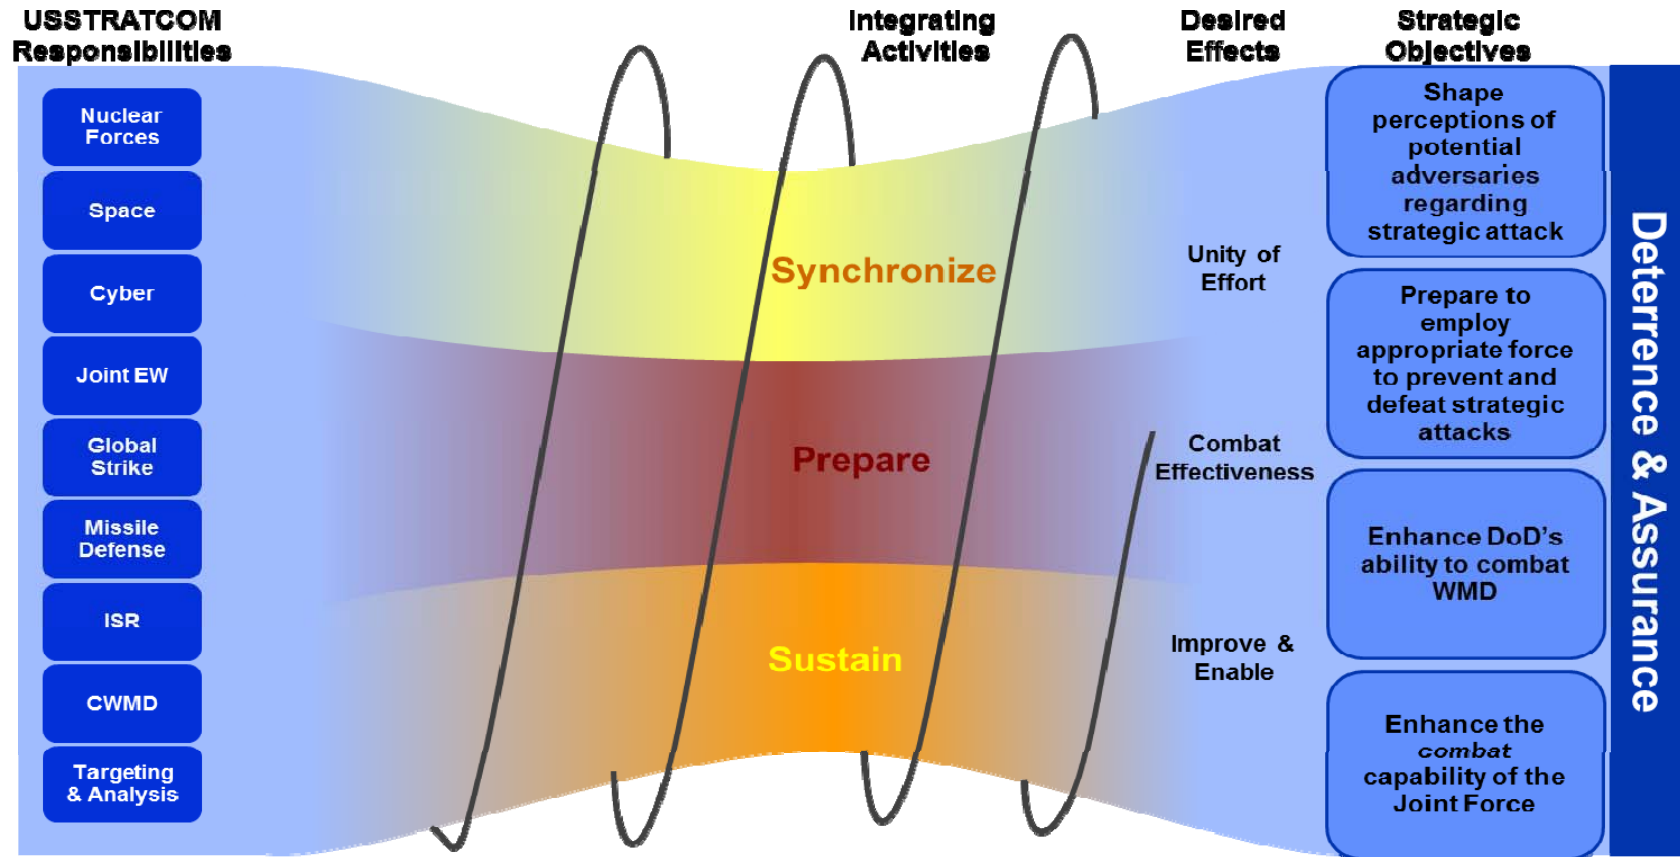 USSTRATCOM
Responsibilities
Integrating
Activities
Desired
Effects
Strategic
Objectives
Nuclear
Forces
Space
Cyber
Joint EW
Global
Strike
Missile
Defense
ISR
CWMD
Targeting
& Analysis
Synchronize
Prepare
Sustain
Unity of
Effort
Combat
Effectiveness
Improve &
Enable
Shape
perceptions of
potential
adversaries
regarding
strategic attack
Prepare to
employ
appropriate force
to prevent and
defeat strategic
attacks
Enhance DoD’s
ability to combat
WMD
Enhance the
combat
capability of the
Joint Force
Deterrence & Assurance